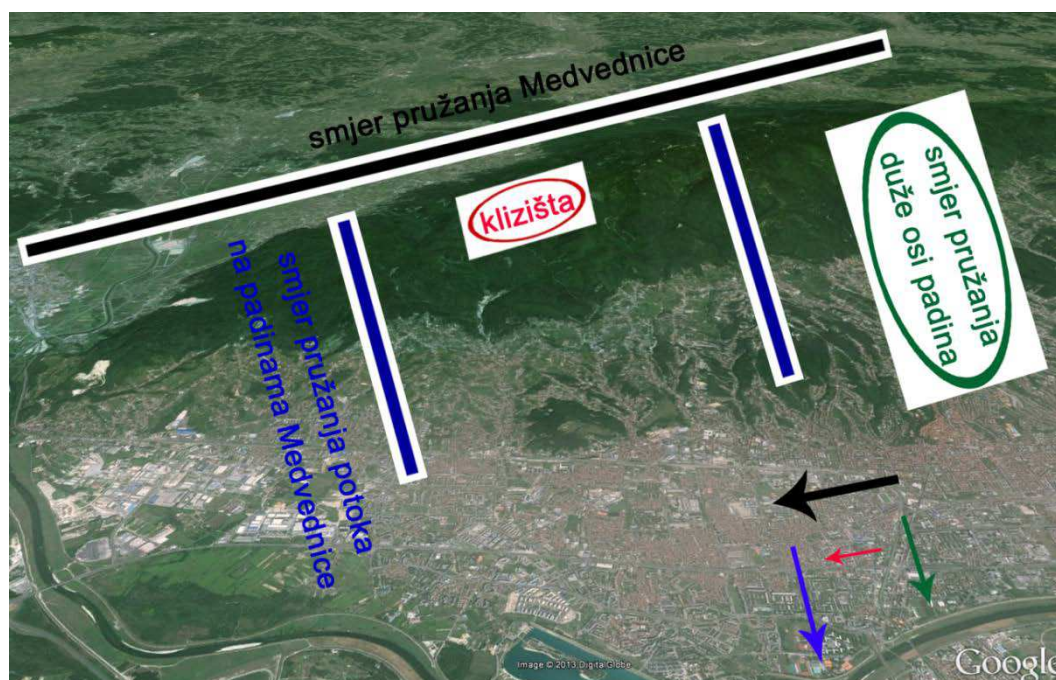 smjer pružanja Medvednice
klizišta
smjer pružanja
duže osi padina
smjer pružanja potoka
na padinama Medvednice
Image © 2013 DigitalGlobe
Google